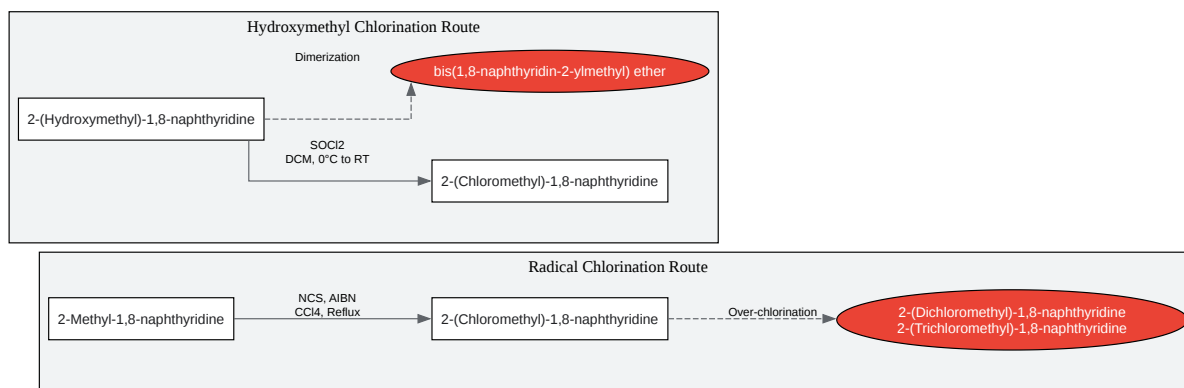 Hydroxymethyl Chlorination Route
Dimerization
bis(1,8-naphthyridin-2-ylmethyl) ether
2-(Hydroxymethyl)-1,8-naphthyridine
SOCl2
DCM, 0°C to RT
2-(Chloromethyl)-1,8-naphthyridine
Radical Chlorination Route
2-Methyl-1,8-naphthyridine
NCS, AIBN
CCl4, Reflux
2-(Chloromethyl)-1,8-naphthyridine
Over-chlorination
2-(Dichloromethyl)-1,8-naphthyridine
2-(Trichloromethyl)-1,8-naphthyridine